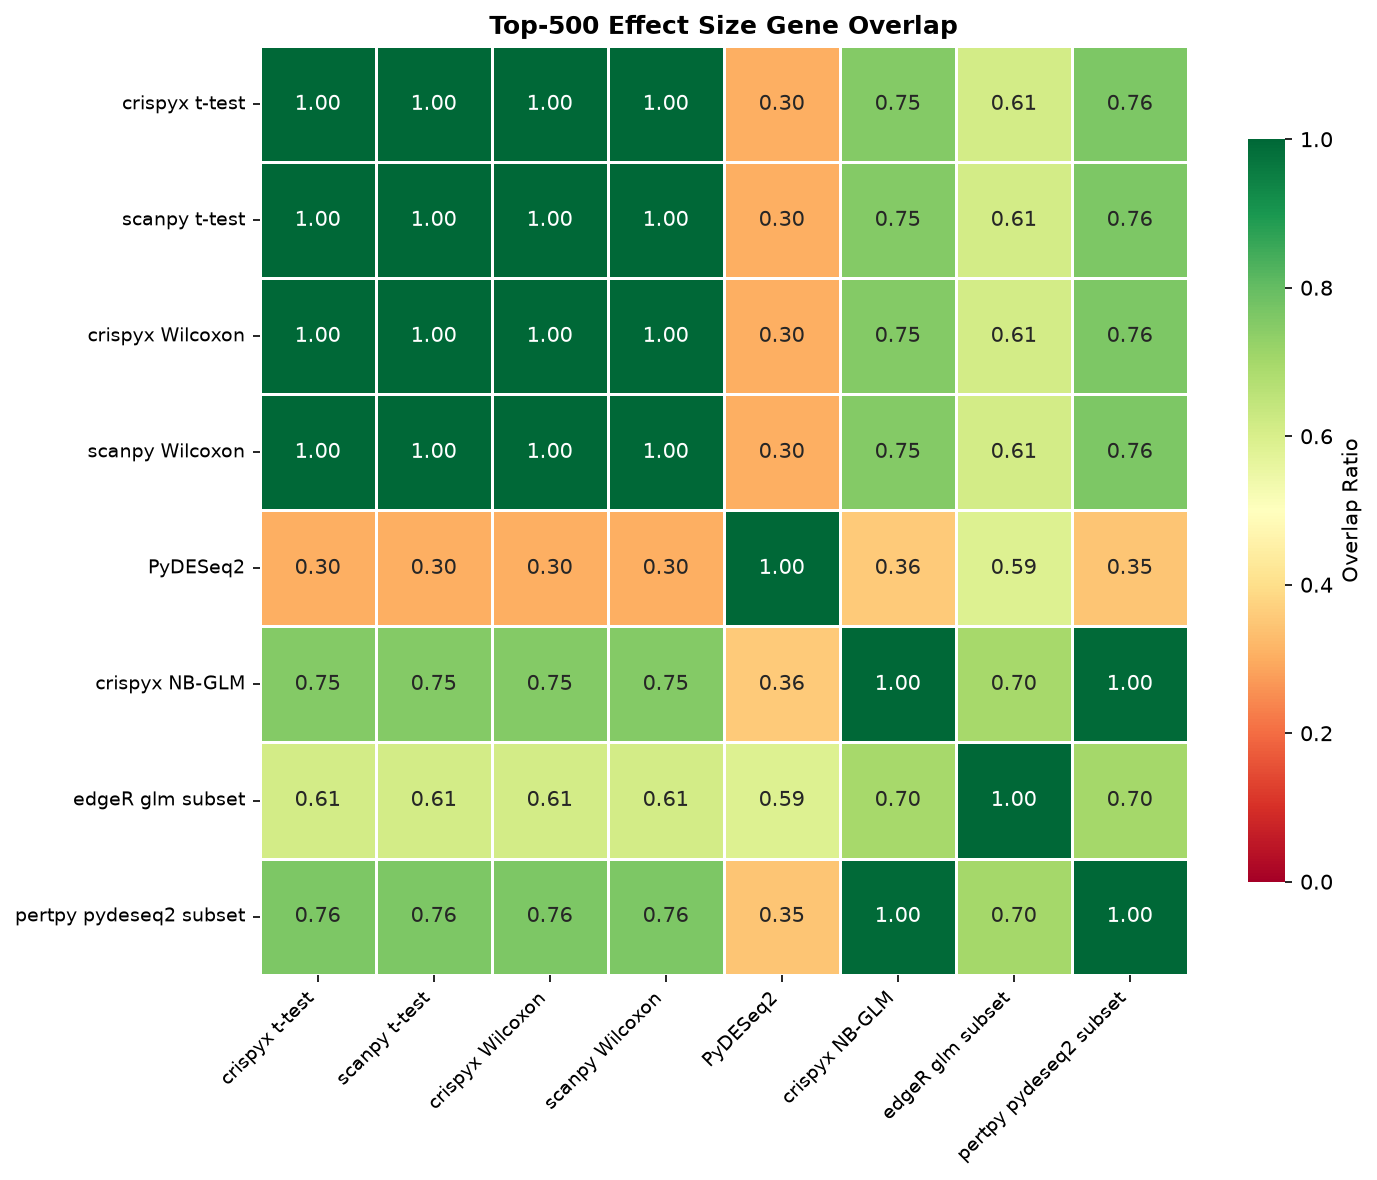 Top-500 Effect Size Gene Overlap
crispyx t-test 1.00 1.00 1.00 1.00 0.30 0.75 0.61 0.76
scanpy t-test 1.00 1.00 1.00 1.00 0.30 0.75 0.61 0.76
crispyx Wilcoxon 1.00 1.00 1.00 1.00 0.30 0.75 0.61 0.76
scanpy Wilcoxon 1.00 1.00 1.00 1.00 0.30 0.75 0.61 0.76
PyDESeq2 0.30 0.30 0.30 0.30 1.00 0.36 0.59 0.35
crispyx NB-GLM 0.75 0.75 0.75 0.75 0.36 1.00 0.70 1.00
edgeR glm subset 0.61 0.61 0.61 0.61 0.59 0.70 1.00 0.70
pertpy pydeseq2 subset 0.76 0.76 0.76 0.76 0.35 1.00 0.70 1.00
crispyx t-test
scanpy t-test
crispyx Wilcoxon
scanpy Wilcoxon
PyDESeq2
crispyx NB-GLM
edgeR glm subset
pertpy pydeseq2 subset
1.0
0.8
0.6
0.4
0.2
0.0
Overlap Ratio